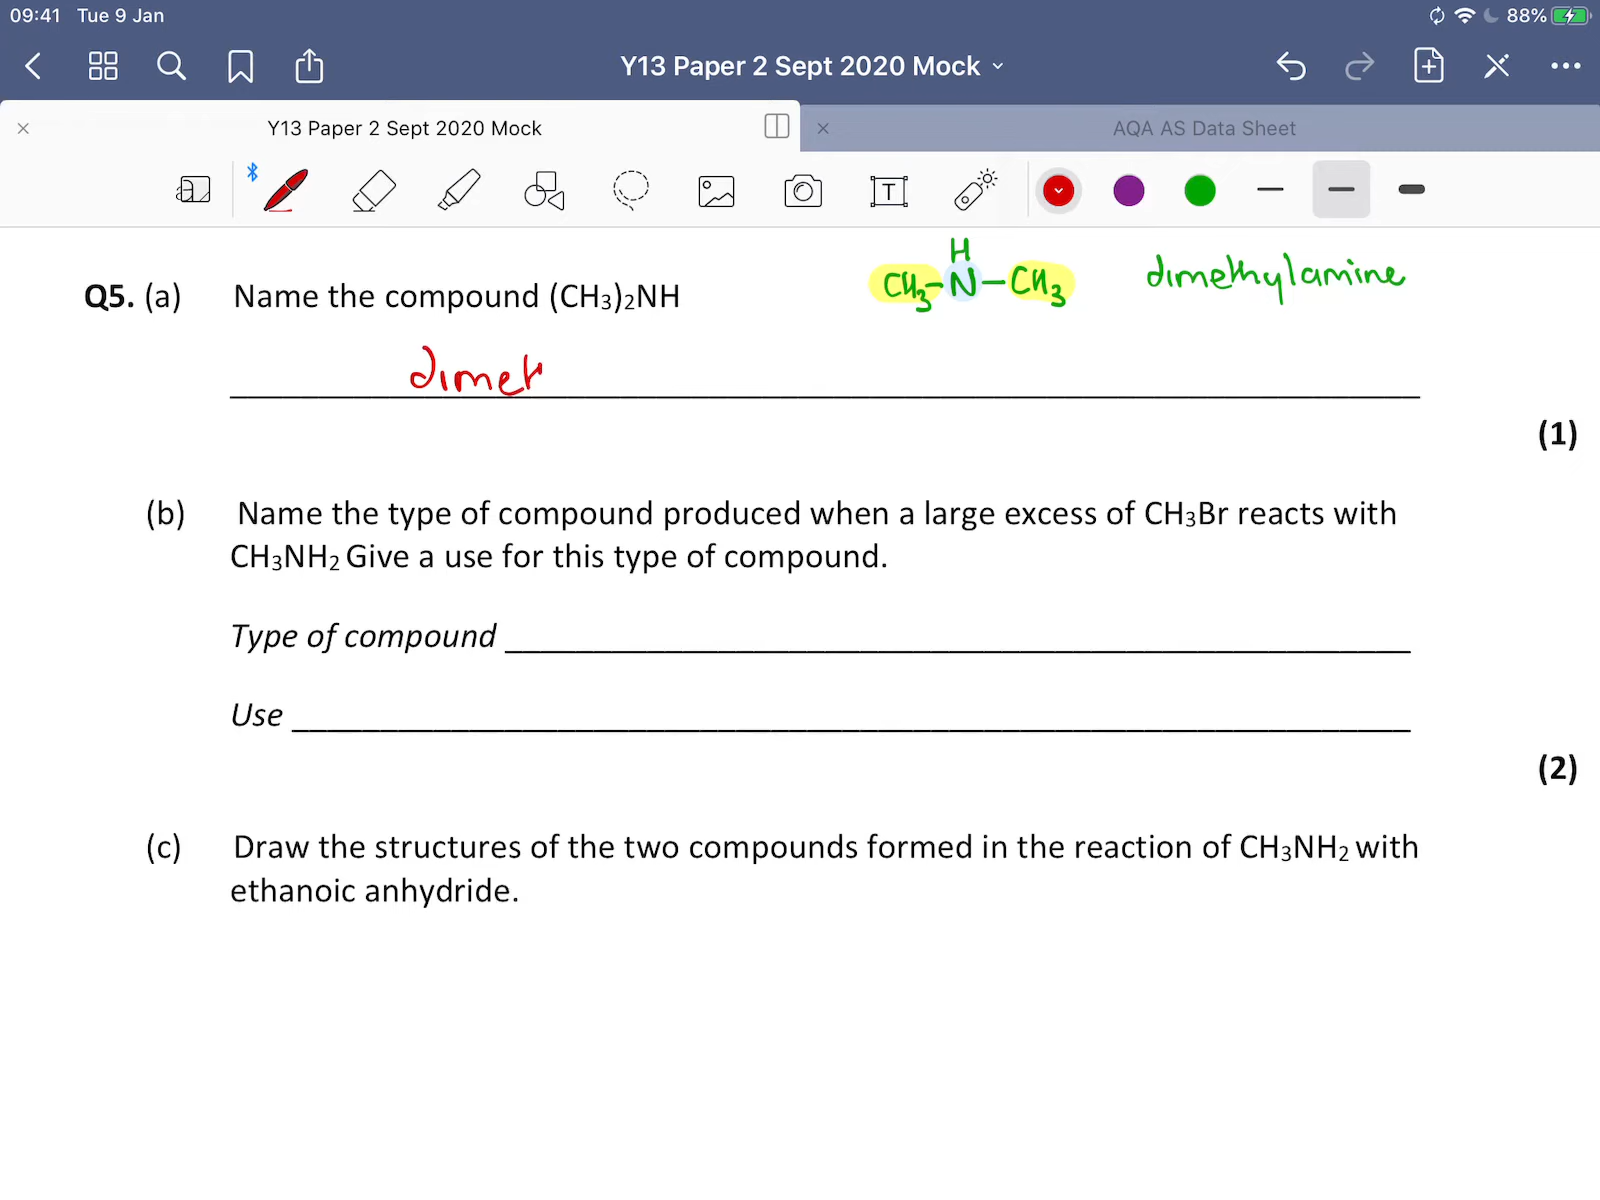 09:41 Tue 9 Jan 88%
Y13 Paper 2 Sept 2020 Mock
Y13 Paper 2 Sept 2020 Mock AQA AS Data Sheet
H
Q5. (a) Name the compound (CH₃)₂NH CH₃-N-CH₃ dimethylamine
dimet
(1)
(b) Name the type of compound produced when a large excess of CH₃Br reacts with
CH₃NH₂ Give a use for this type of compound.
Type of compound
Use
(2)
(c) Draw the structures of the two compounds formed in the reaction of CH₃NH₂ with
ethanoic anhydride.